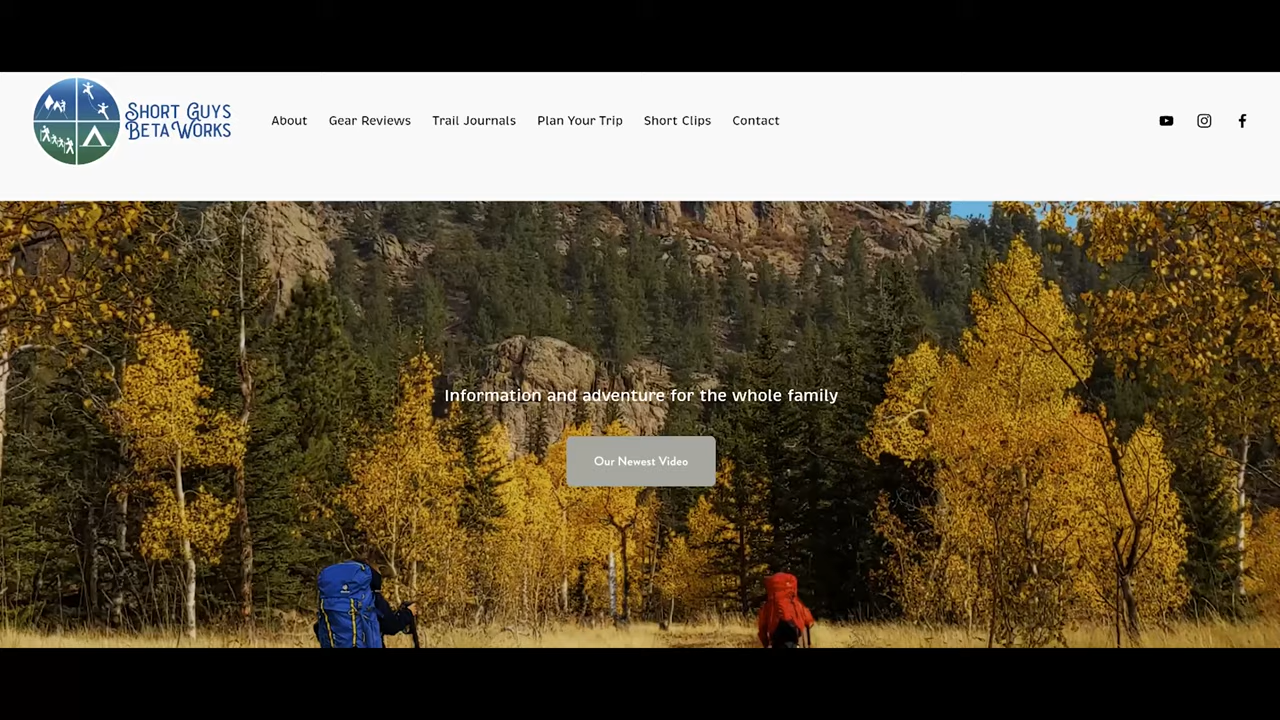 Short Guys
Beta Works
About Gear Reviews Trail Journals Plan Your Trip Short Clips Contact
Information and adventure for the whole family
Our Newest Video